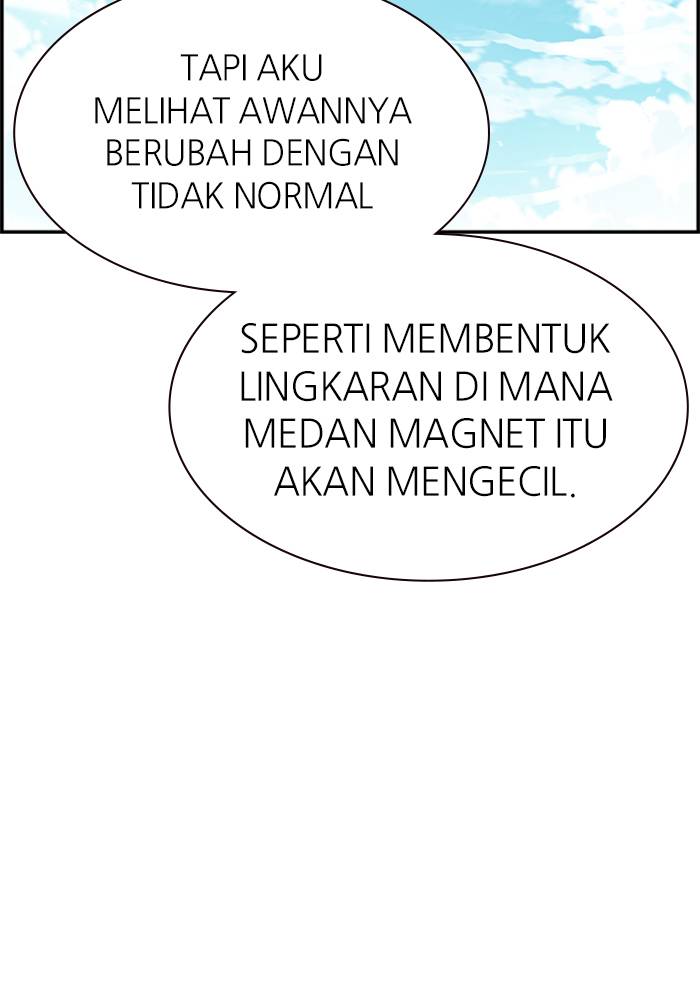 TAPI AKU
MELIHAT AWANNYA
BERUBAH DENGAN
TIDAK NORMAL
SEPERTI MEMBENTUK
LINGKARAN DI MANA
MEDAN MAGNET ITU
AKAN MENGECIL.